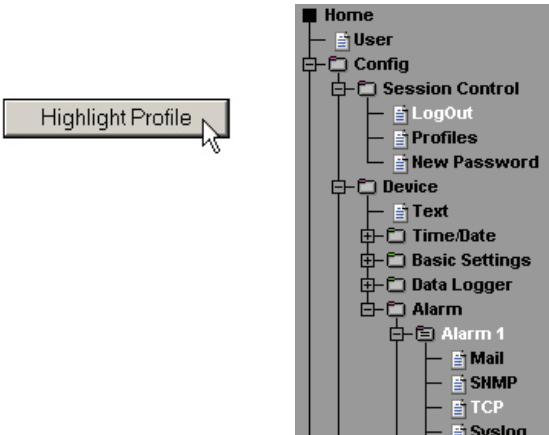 Highlight Profile
Home
User
Config
Session Control
LogOut
Profiles
New Password
Device
Text
Time/Date
Basic Settings
Data Logger
Alarm
Alarm 1
Mail
SNMP
TCP
Syslog